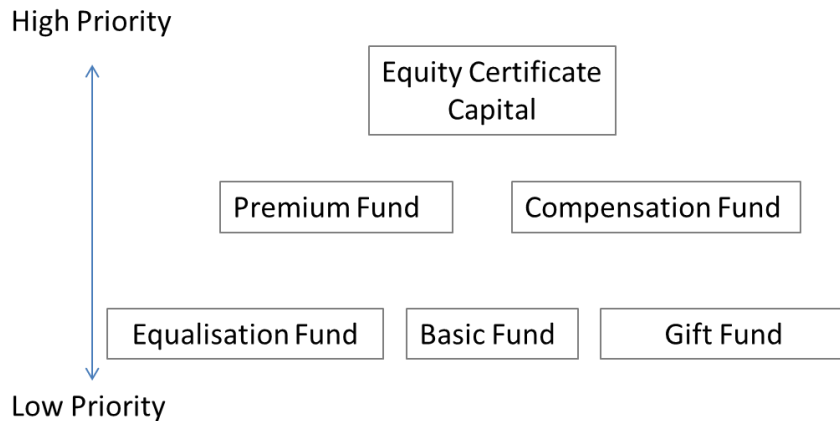 High Priority
Equity Certificate
Capital
Premium Fund
Compensation Fund
Equalisation Fund
Basic Fund
Gift Fund
Low Priority